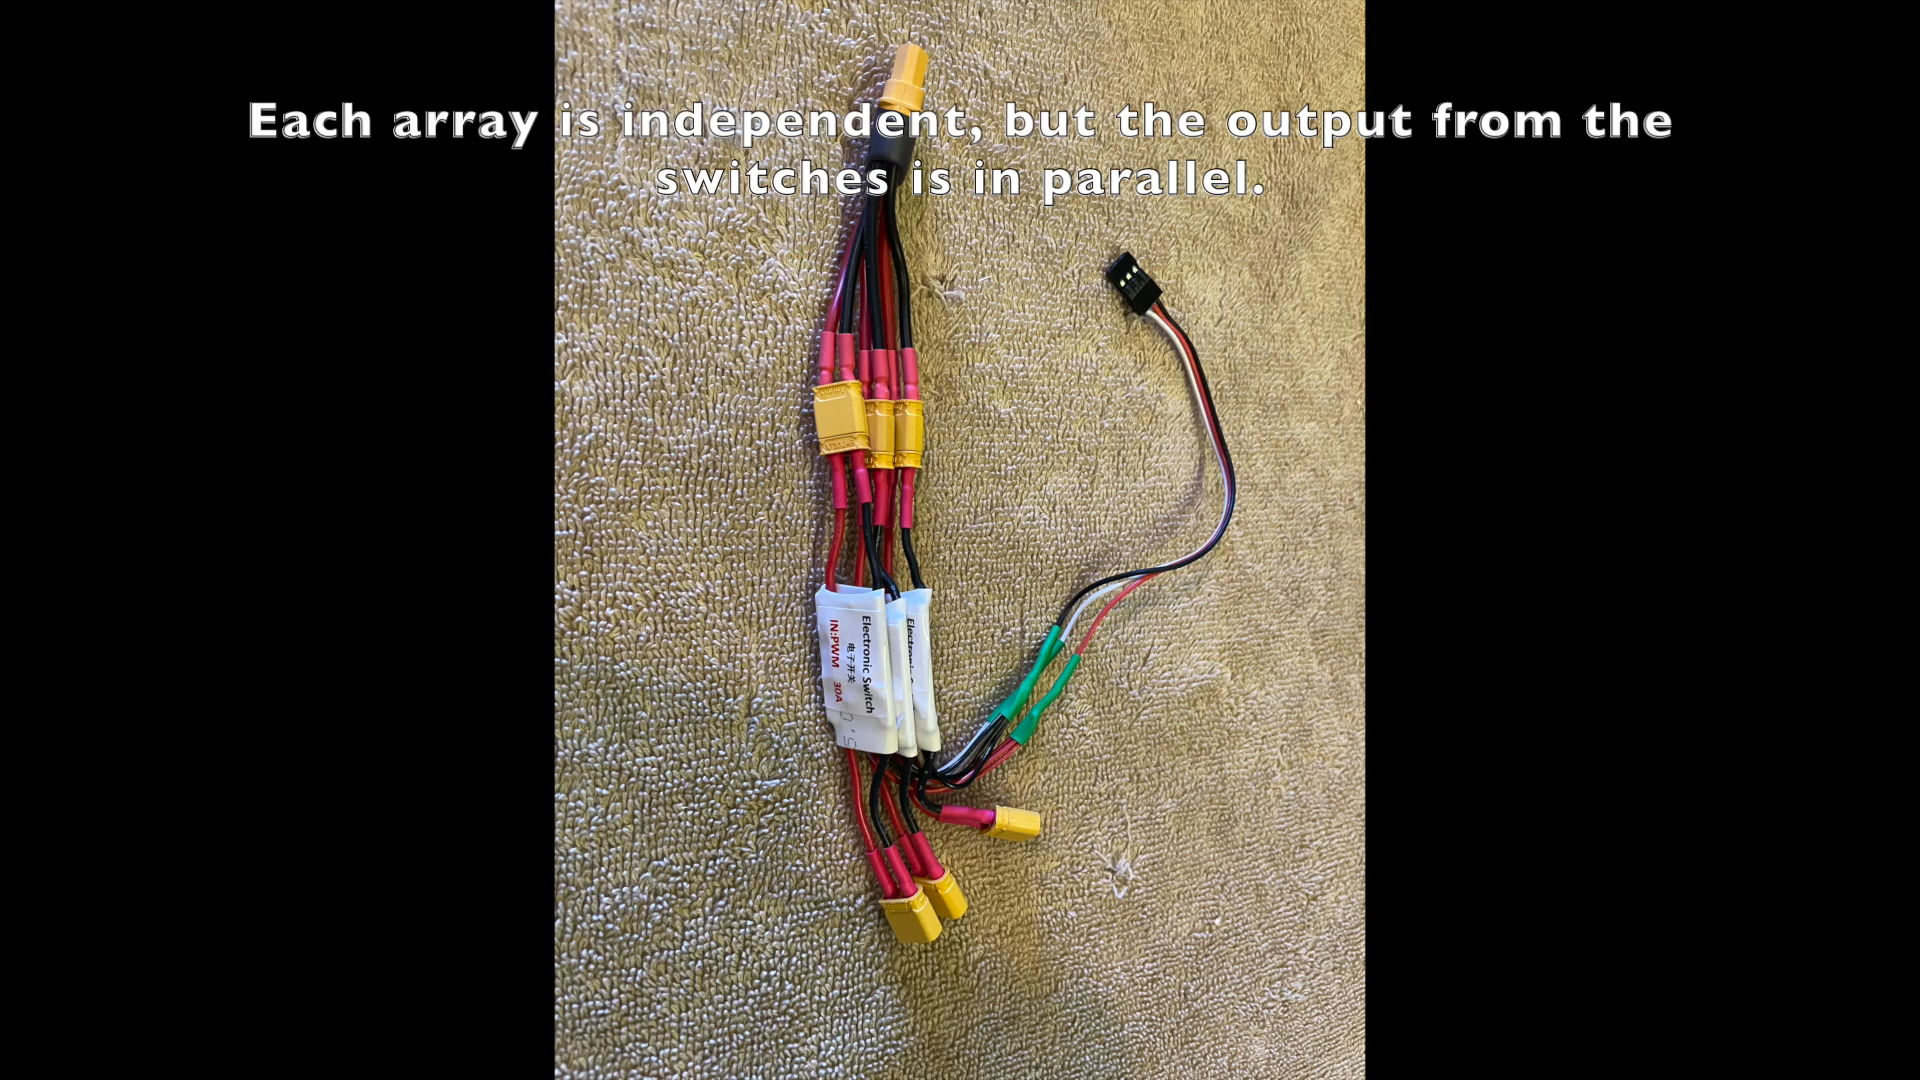 Each array is independent, but the output from the
switches is in parallel.
Electronic Switch
电子开关
IN:PWM 30A
Electronic